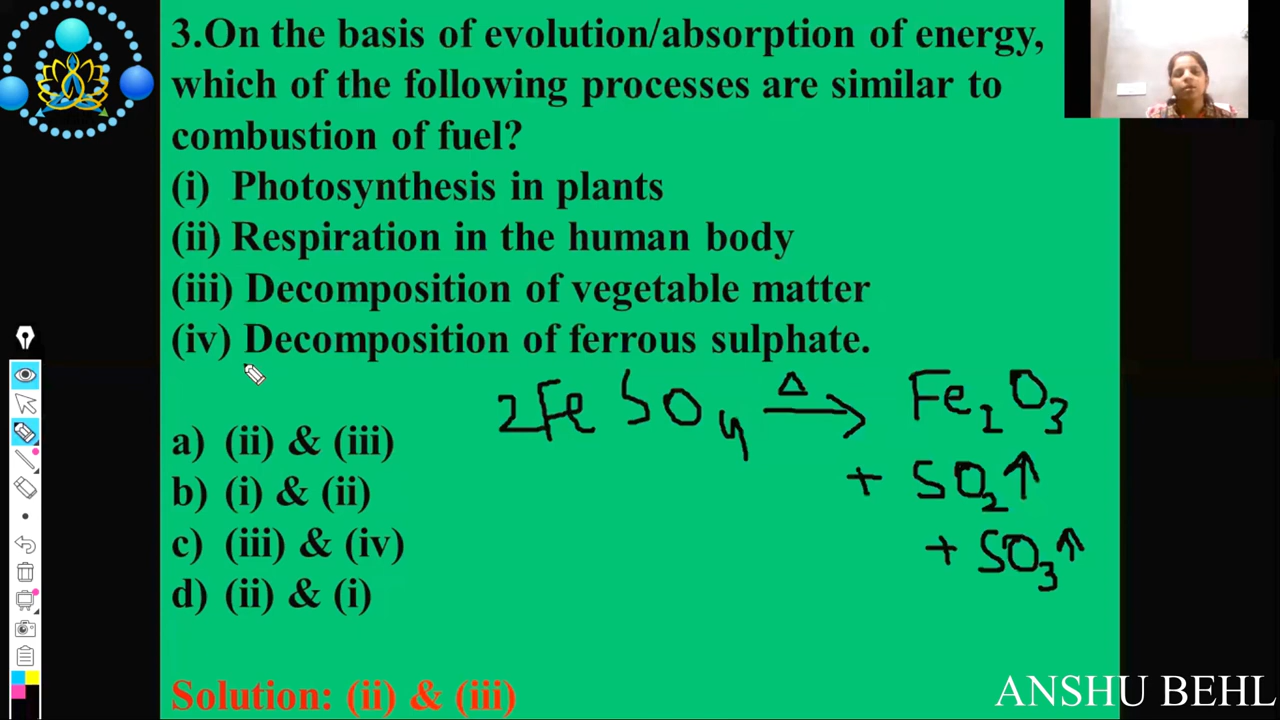 3.On the basis of evolution/absorption of energy,
which of the following processes are similar to
combustion of fuel?
(i) Photosynthesis in plants
(ii) Respiration in the human body
(iii) Decomposition of vegetable matter
(iv) Decomposition of ferrous sulphate.
2FeSO₄ —Δ→ Fe₂O₃
+ SO₂↑
+ SO₃↑
a) (ii) & (iii)
b) (i) & (ii)
c) (iii) & (iv)
d) (ii) & (i)
Solution: (ii) & (iii)
ANSHU BEHL